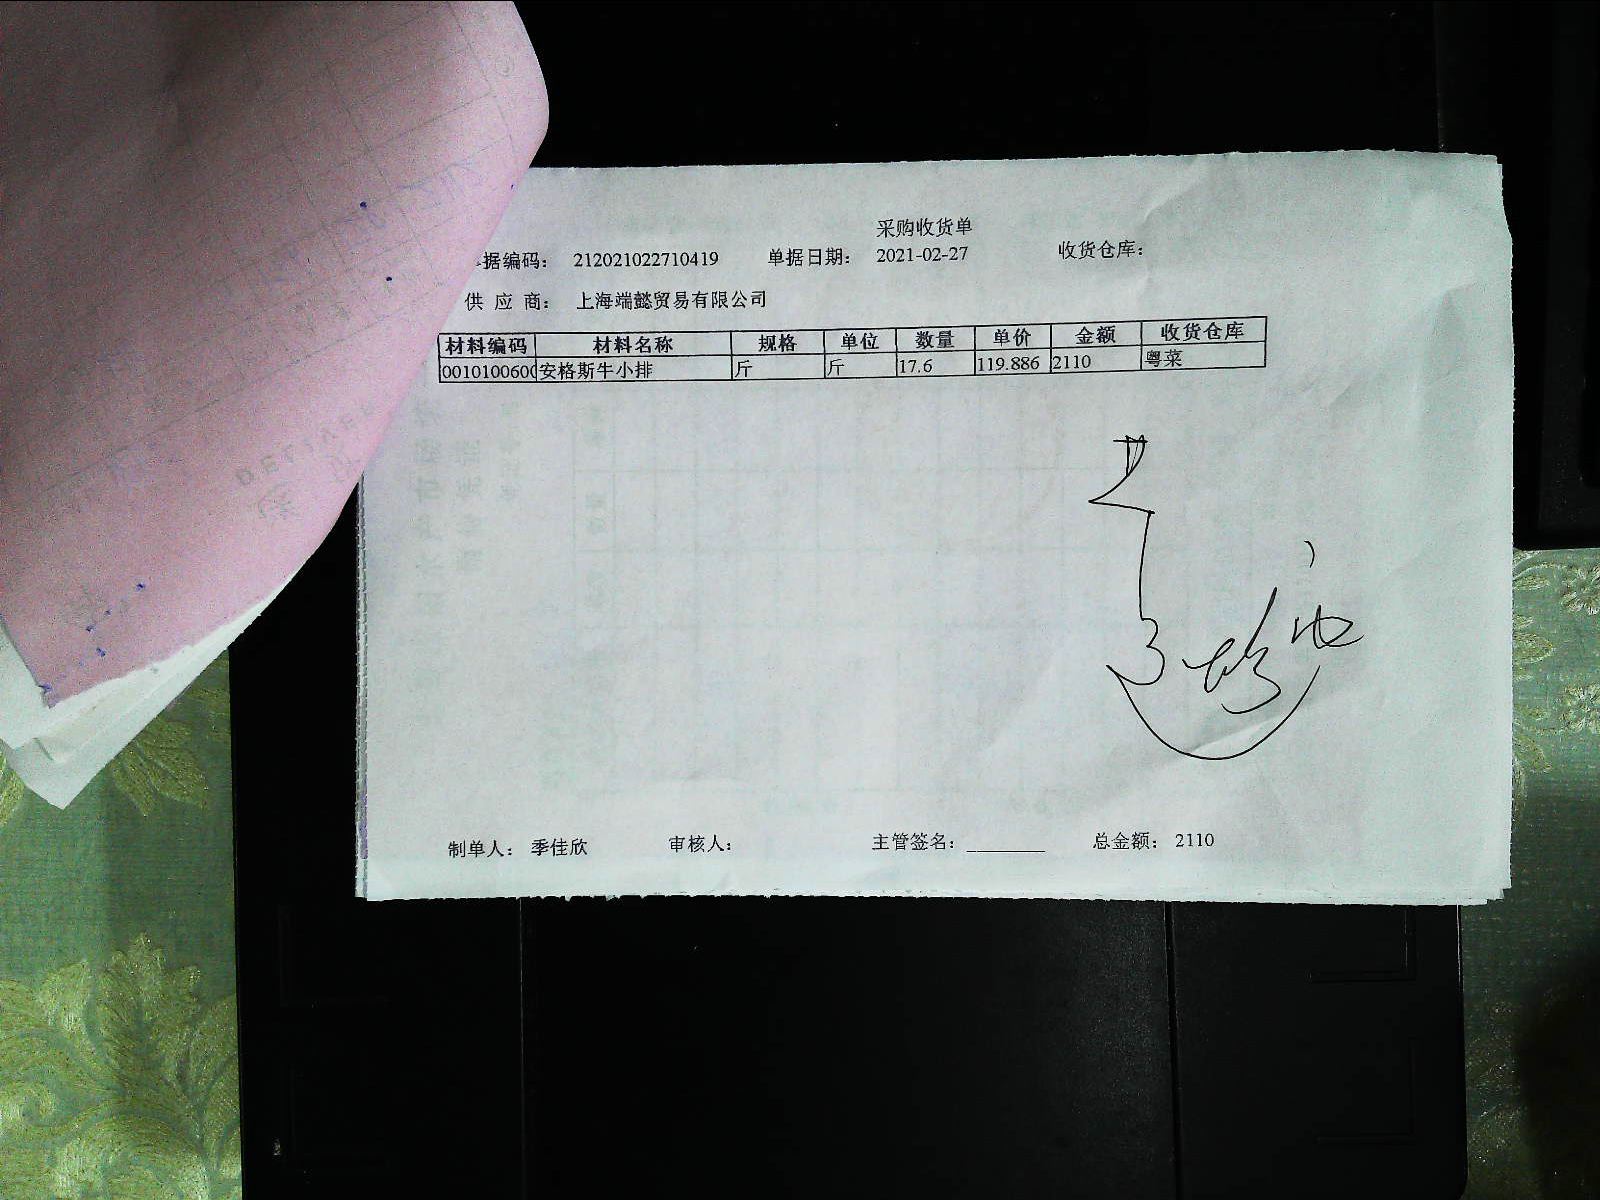 采购收货单
据编码： 212021022710419 单据日期： 2021-02-27 收货仓库：
供 应 商： 上海端懿贸易有限公司
材料编码 材料名称 规格 单位 数量 单价 金额 收货仓库
0010100600 安格斯牛小排 斤 斤 17.6 119.886 2110 粤菜
制单人： 季佳欣 审核人： 主管签名：________ 总金额： 2110